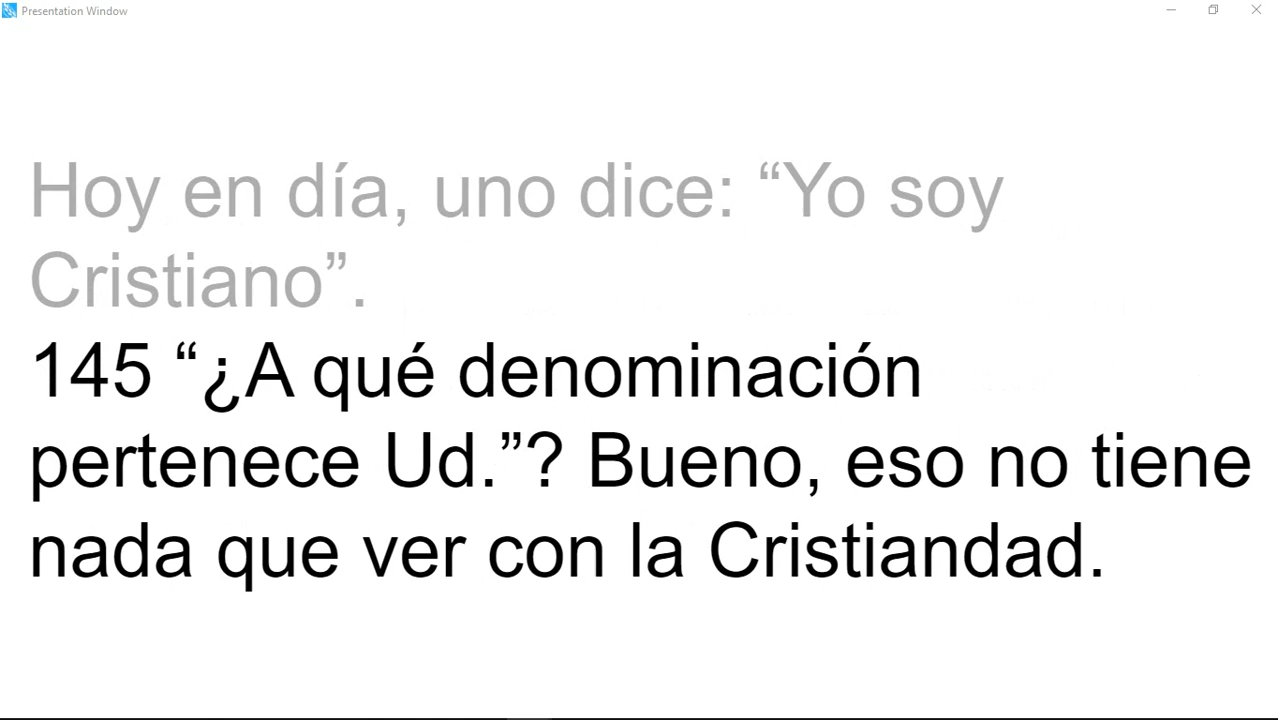 Presentation Window
Hoy en día, uno dice: “Yo soy
Cristiano”.
145 “¿A qué denominación
pertenece Ud.”? Bueno, eso no tiene
nada que ver con la Cristiandad.